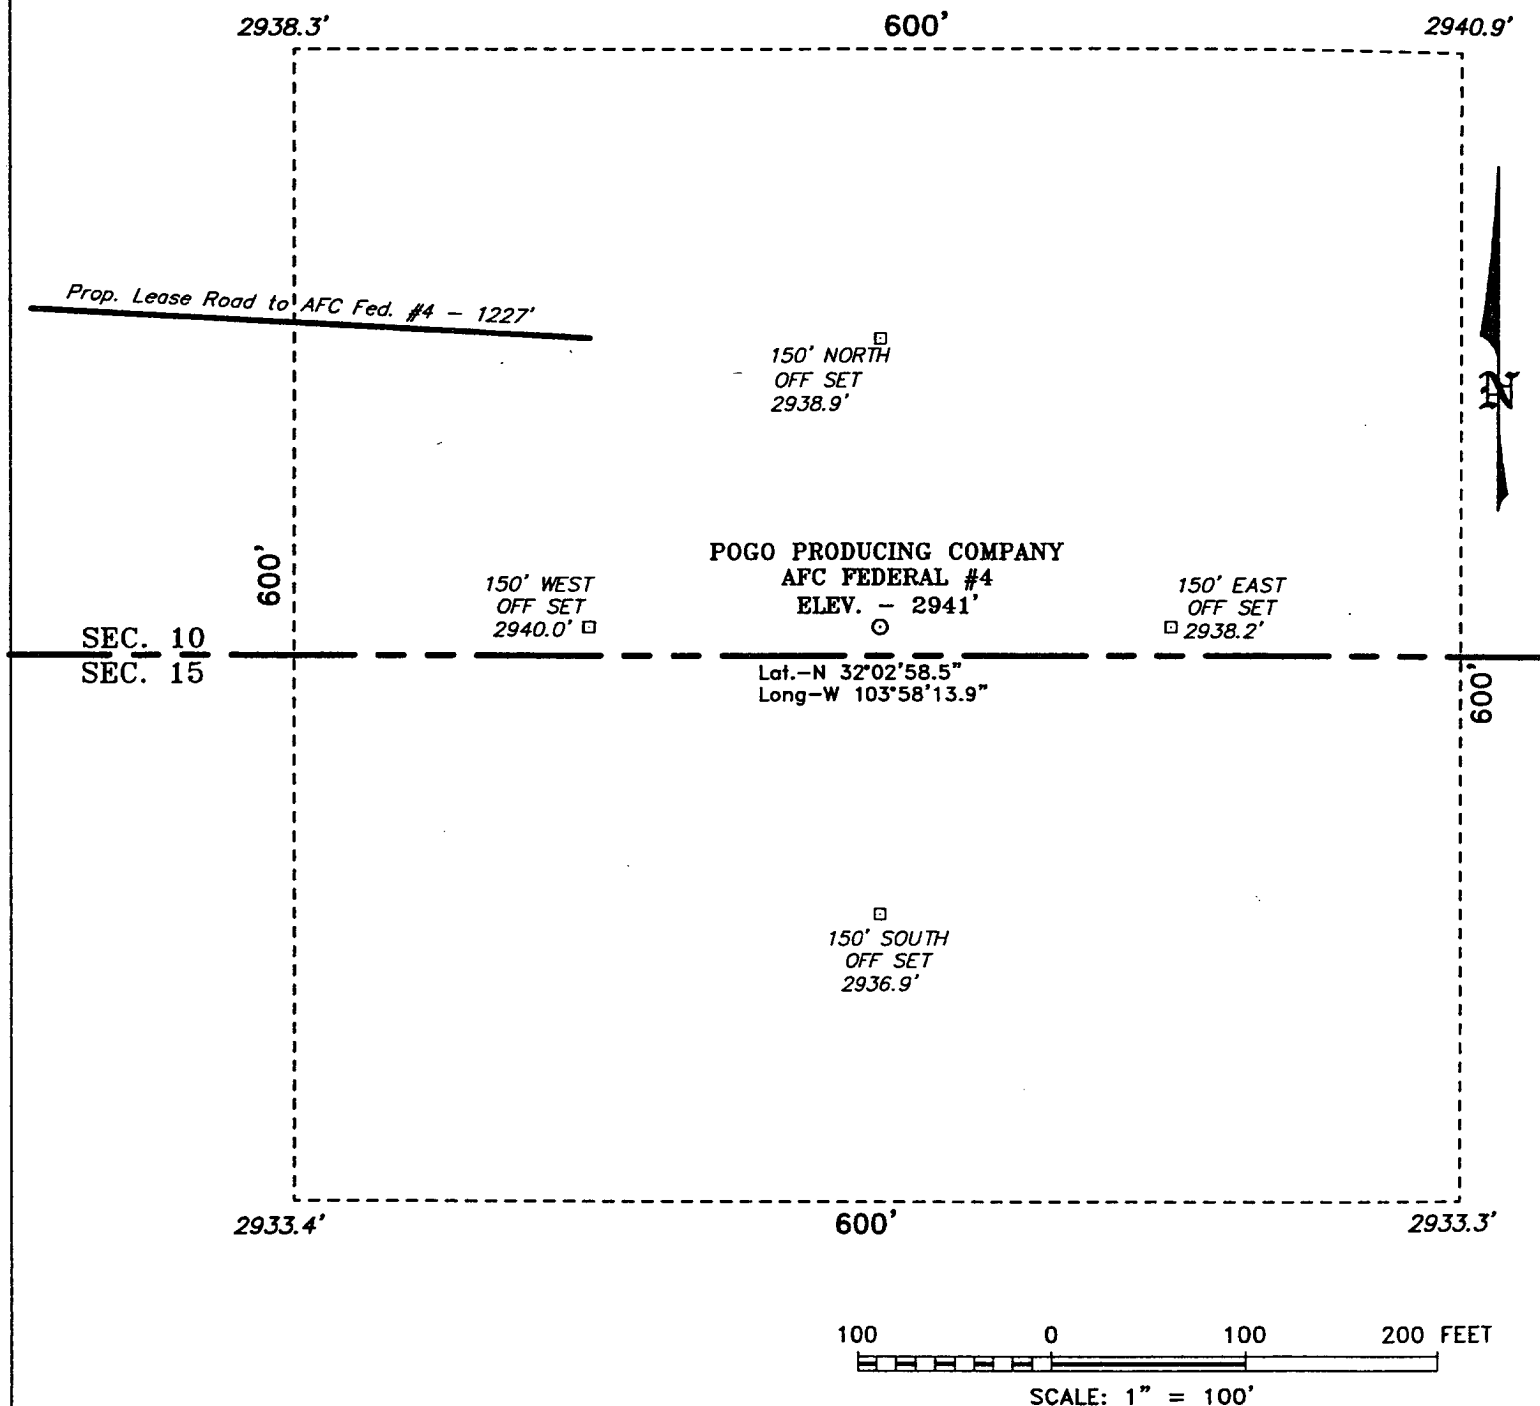 2938.3' 600' 2940.9'
Prop. Lease Road to AFC Fed. #4 - 1227'
150' NORTH
OFF SET
2938.9'
N
600'
POGO PRODUCING COMPANY
AFC FEDERAL #4
ELEV. - 2941'
150' WEST
OFF SET
2940.0'
150' EAST
OFF SET
2938.2'
SEC. 10
SEC. 15
Lat.-N 32°02'58.5"
Long-W 103°58'13.9"
600'
150' SOUTH
OFF SET
2936.9'
2933.4' 600' 2933.3'
100 0 100 200 FEET
SCALE: 1" = 100'